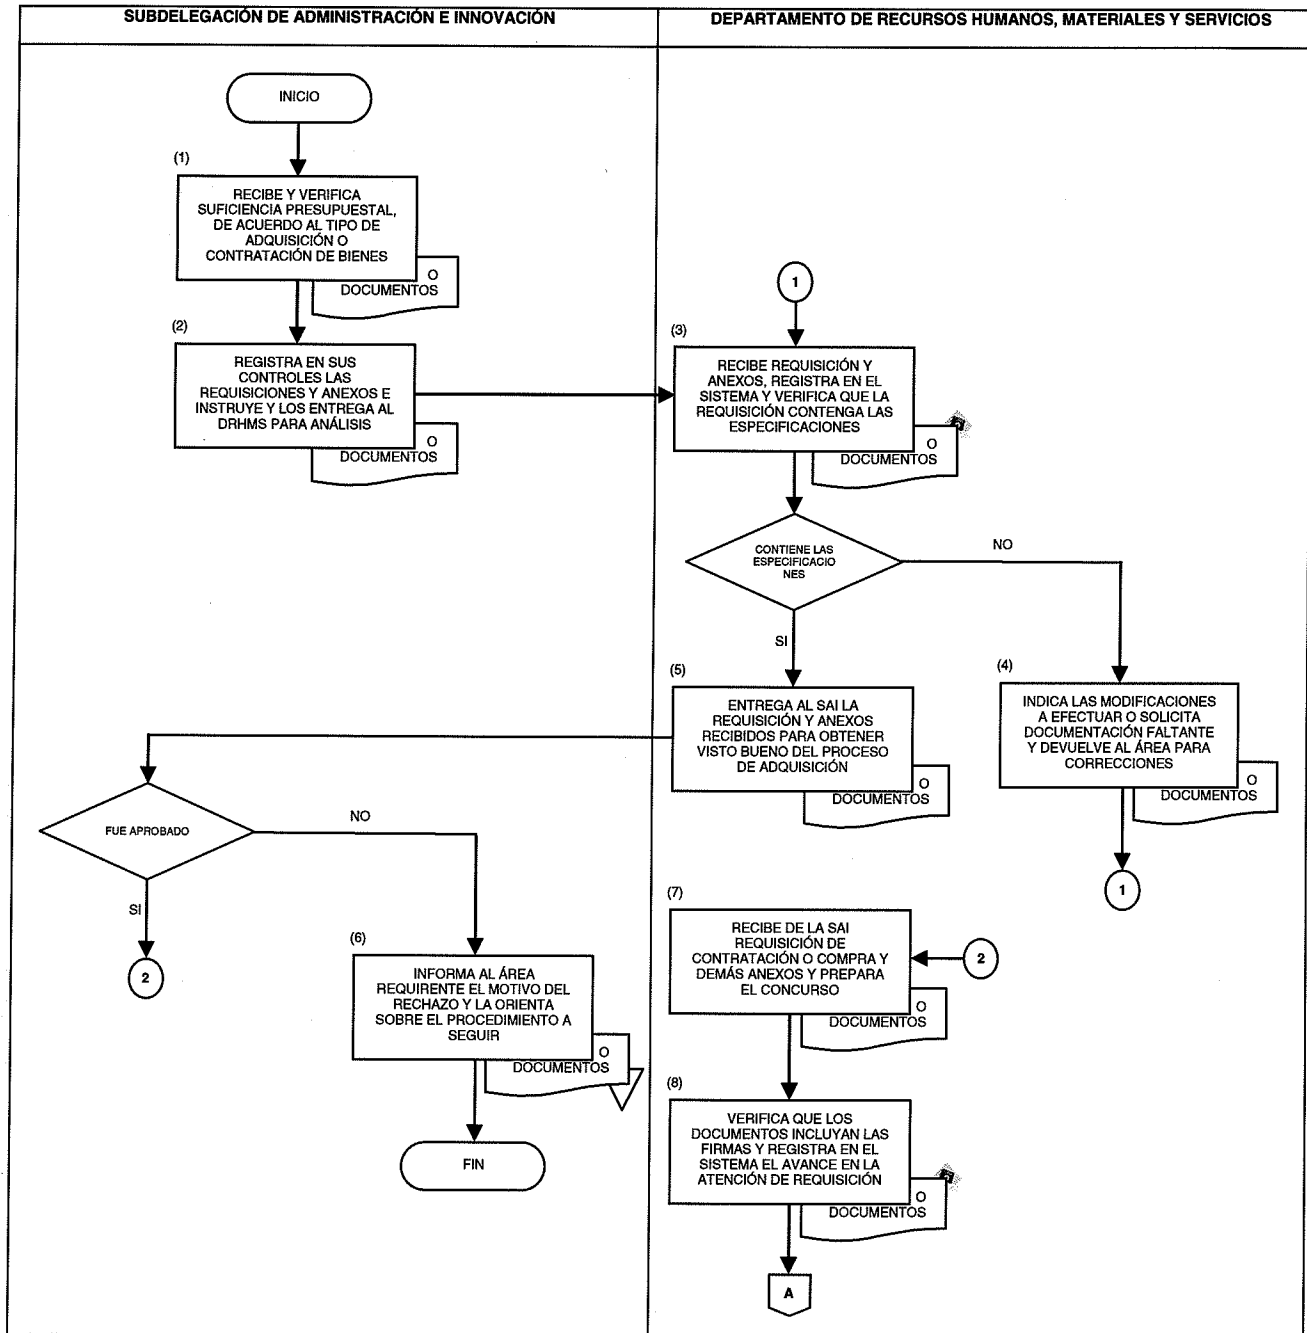 SUBDELEGACIÓN DE ADMINISTRACIÓN E INNOVACIÓN
DEPARTAMENTO DE RECURSOS HUMANOS, MATERIALES Y SERVICIOS
INICIO
(1)
RECIBE Y VERIFICA
SUFICIENCIA PRESUPUESTAL,
DE ACUERDO AL TIPO DE
ADQUISICIÓN O
CONTRATACIÓN DE BIENES
O
DOCUMENTOS
(2)
REGISTRA EN SUS
CONTROLES LAS
REQUISICIONES Y ANEXOS E
INSTRUYE Y LOS ENTREGA AL
DRHMS PARA ANÁLISIS
O
DOCUMENTOS
1
(3)
RECIBE REQUISICIÓN Y
ANEXOS, REGISTRA EN EL
SISTEMA Y VERIFICA QUE LA
REQUISICIÓN CONTENGA LAS
ESPECIFICACIONES
O
DOCUMENTOS
CONTIENE LAS
ESPECIFICACIO
NES
NO
SI
(4)
INDICA LAS MODIFICACIONES
A EFECTUAR O SOLICITA
DOCUMENTACIÓN FALTANTE
Y DEVUELVE AL ÁREA PARA
CORRECCIONES
O
DOCUMENTOS
1
(5)
ENTREGA AL SAI LA
REQUISICIÓN Y ANEXOS
RECIBIDOS PARA OBTENER
VISTO BUENO DEL PROCESO
DE ADQUISICIÓN
O
DOCUMENTOS
FUE APROBADO
NO
SI
2
(6)
INFORMA AL ÁREA
REQUIRENTE EL MOTIVO DEL
RECHAZO Y LA ORIENTA
SOBRE EL PROCEDIMIENTO A
SEGUIR
O
DOCUMENTOS
FIN
(7)
RECIBE DE LA SAI
REQUISICIÓN DE
CONTRATACIÓN O COMPRA Y
DEMÁS ANEXOS Y PREPARA
EL CONCURSO
2
O
DOCUMENTOS
(8)
VERIFICA QUE LOS
DOCUMENTOS INCLUYAN LAS
FIRMAS Y REGISTRA EN EL
SISTEMA EL AVANCE EN LA
ATENCIÓN DE REQUISICIÓN
O
DOCUMENTOS
A